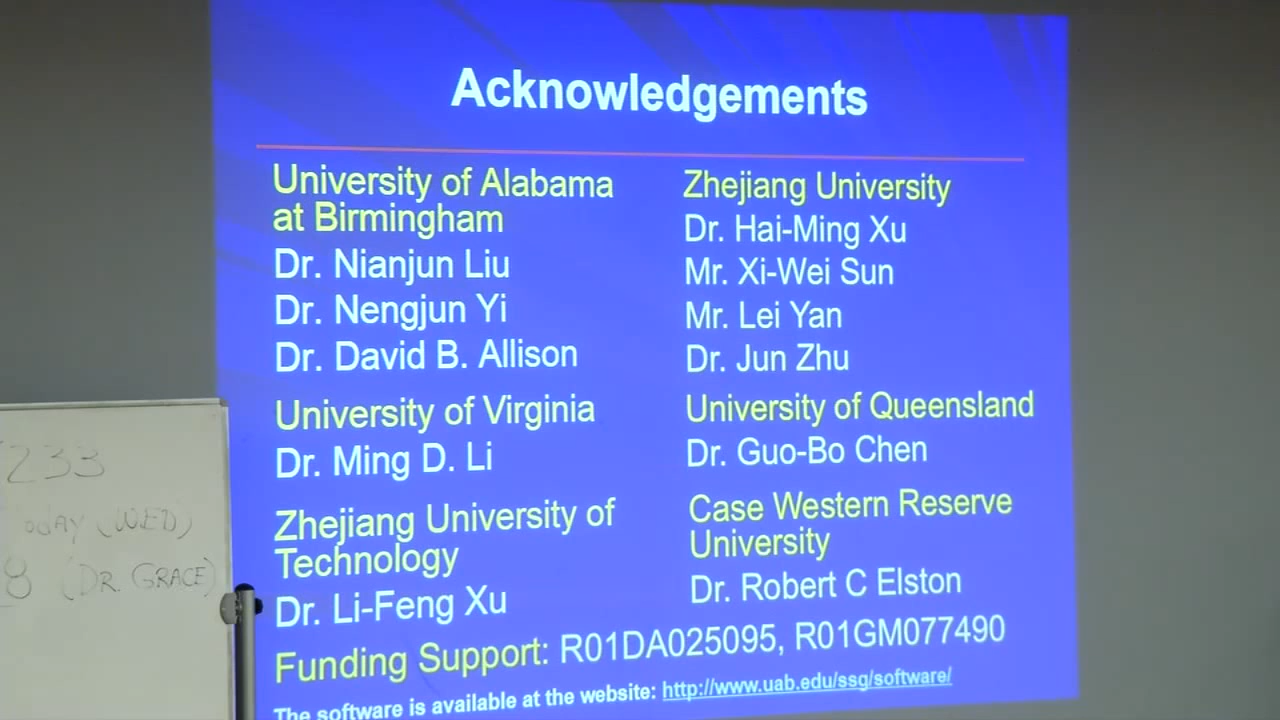 Acknowledgements
University of Alabama
at Birmingham
Dr. Nianjun Liu
Dr. Nengjun Yi
Dr. David B. Allison
University of Virginia
Dr. Ming D. Li
Zhejiang University of
Technology
Dr. Li-Feng Xu
Zhejiang University
Dr. Hai-Ming Xu
Mr. Xi-Wei Sun
Mr. Lei Yan
Dr. Jun Zhu
University of Queensland
Dr. Guo-Bo Chen
Case Western Reserve
University
Dr. Robert C Elston
Funding Support: R01DA025095, R01GM077490
The software is available at the website: http://www.uab.edu/ssg/software/
233
(WED)
8 (DR. GRACE)